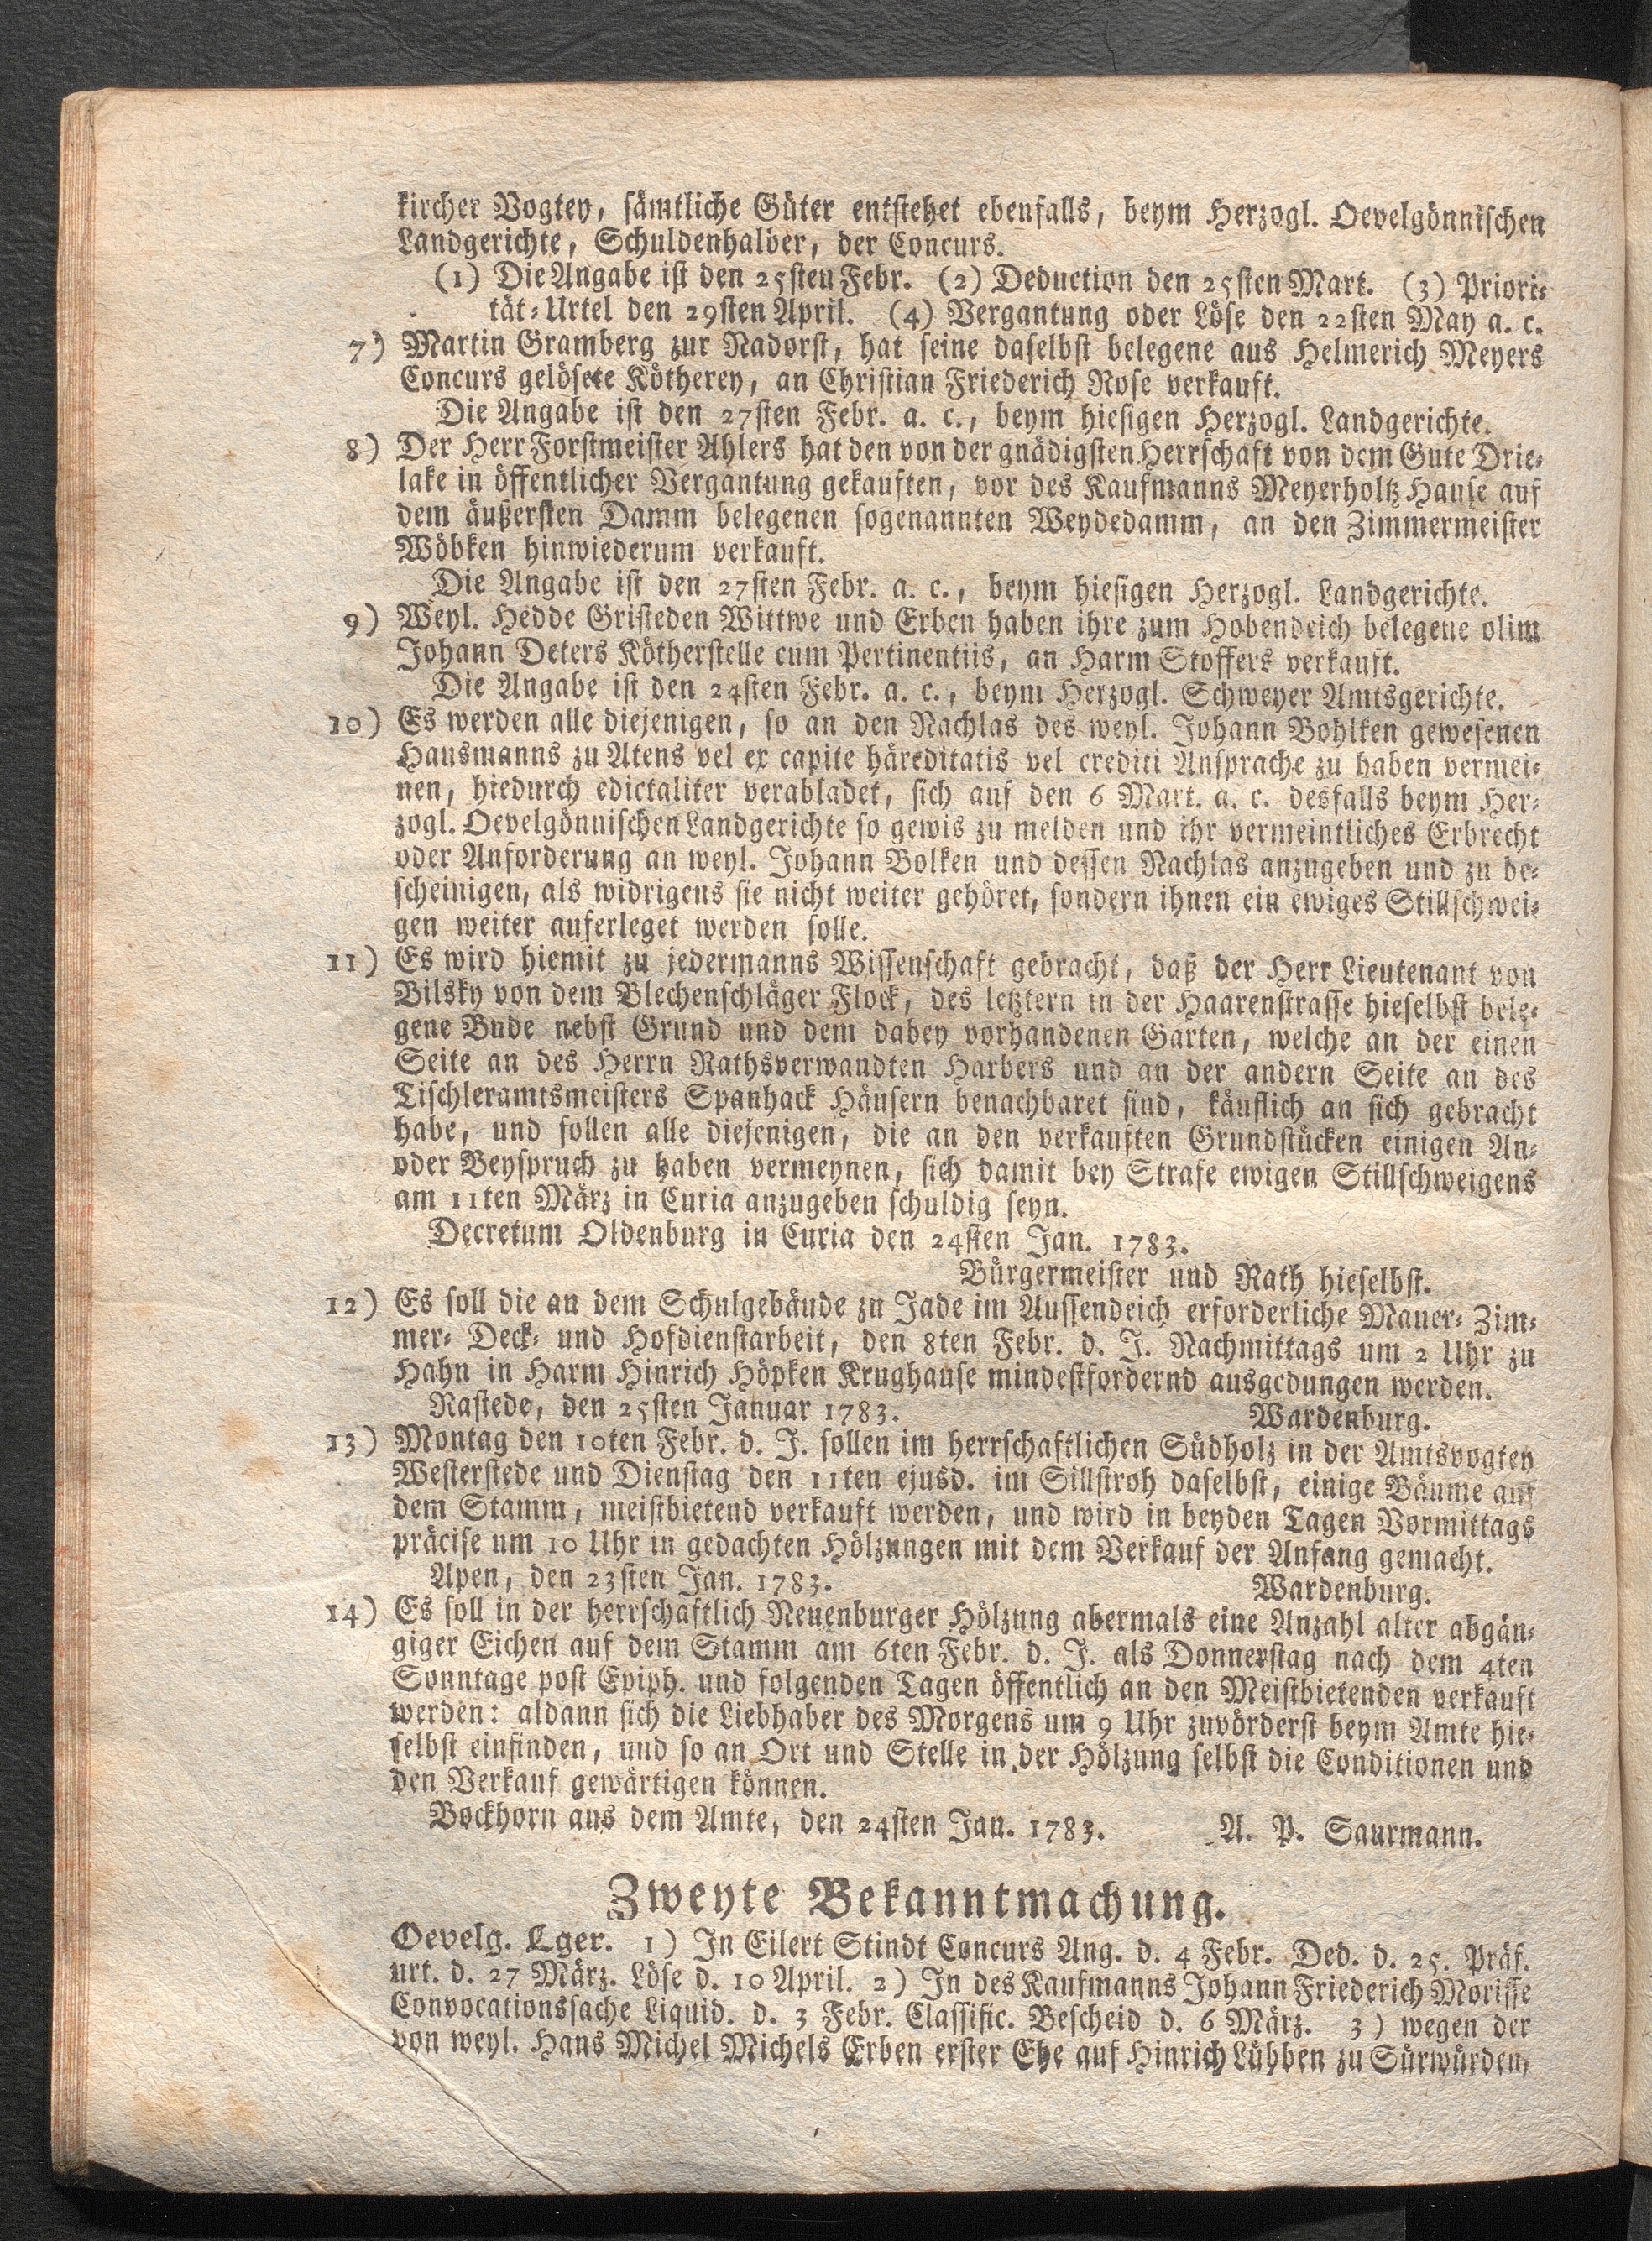 kircher Vogtey, sämtliche Güter entstehet ebenfalls, beym Herzogl. Oevelgönnischen
Landgerichte, Schuldenhalber, der Concurs.
(1) Die Angabe ist den 25sten Febr. (2) Deduction den 25sten Mart. (3) Priori-
tät-Urtel den 29sten April. (4) Vergantung oder Löse den 22sten May a. c.
7) Martin Gramberg zur Nadorst, hat seine daselbst belegene aus Helmerich Meyers
Concurs gelösete Kötherey, an Christian Friederich Rose verkauft.
Die Angabe ist den 27sten Febr. a. c., beym hiesigen Herzogl. Landgerichte.
8) Der Herr Forstmeister Ahlers hat den von der gnädigsten Herrschaft von dem Gute Drie-
lake in öffentlicher Vergantung gekauften, vor des Kaufmanns Meyerholtz Hause auf
dem äußersten Damm belegenen sogenannten Weydedamm, an den Zimmermeister
Wöbken hinwiederum verkauft.
Die Angabe ist den 27sten Febr. a. c., beym hiesigen Herzogl. Landgerichte.
9) Weyl. Hedde Gristeden Wittwe und Erben haben ihre zum Hobendeich belegene olim
Johann Deters Kötherstelle cum Pertinentiis, an Harm Stoffers verkauft.
Die Angabe ist den 24sten Febr. a. c., beym Herzogl. Schweyer Amtsgerichte.
10) Es werden alle diejenigen, so an den Nachlas des weyl. Johann Bohlken gewesenen
Hausmanns zu Atens vel ex capite häreditatis vel crediti Ansprache zu haben vermei-
nen, hiedurch edictaliter verabladet, sich auf den 6 Mart. a. c. desfalls beym Her-
zogl. Oevelgönnischen Landgerichte so gewis zu melden und ihr vermeintliches Erbrecht
oder Anforderung an weyl. Johann Bolken und dessen Nachlas anzugeben und zu be-
scheinigen, als widrigens sie nicht weiter gehöret, sondern ihnen ein ewiges Stillschwei-
gen weiter auferleget werden solle.
11) Es wird hiemit zu jedermanns Wissenschaft gebracht, daß der Herr Lieutenant von
Bilsky von dem Blechenschläger Flock, des letztern in der Haarenstrasse hieselbst bele-
gene Bude nebst Grund und dem dabey vorhandenen Garten, welche an der einen
Seite an des Herrn Rathsverwandten Harbers und an der andern Seite an des
Tischleramtsmeisters Spanhack Häusern benachbaret sind, käuflich an sich gebracht
habe, und sollen alle diejenigen, die an den verkauften Grundstücken einigen An-
oder Beyspruch zu haben vermeynen, sich damit bey Strafe ewigen Stillschweigens
am 11ten März in Curia anzugeben schuldig seyn.
Decretum Oldenburg in Curia den 24sten Jan. 1783.
Bürgermeister und Rath hieselbst.
12) Es soll die an dem Schulgebäude zu Jade im Aussendeich erforderliche Mauer- Zim-
mer- Deck- und Hofdienstarbeit, den 8ten Febr. d. J. Nachmittags um 2 Uhr zu
Hahn in Harm Hinrich Höpken Krughause mindestfordernd ausgedungen werden.
Rastede, den 25sten Januar 1783. Wardenburg.
13) Montag den 10ten Febr. d. J. sollen im herrschaftlichen Südholz in der Amtsvogtey
Westerstede und Dienstag den 11ten ejusd. im Sillstroh daselbst, einige Bäume auf
dem Stamm, meistbietend verkauft werden, und wird in beyden Tagen Vormittags
präcise um 10 Uhr in gedachten Hölzungen mit dem Verkauf der Anfang gemacht.
Apen, den 23sten Jan. 1783. Wardenburg.
14) Es soll in der herrschaftlich Neuenburger Hölzung abermals eine Anzahl alter abgän-
giger Eichen auf dem Stamm am 6ten Febr. d. J. als Donnerstag nach dem 4ten
Sonntage post Epiph. und folgenden Tagen öffentlich an den Meistbietenden verkauft
werden: aldann sich die Liebhaber des Morgens um 9 Uhr zuvörderst beym Amte hie-
selbst einfinden, und so an Ort und Stelle in der Hölzung selbst die Conditionen und
den Verkauf gewärtigen können.
Bockhorn aus dem Amte, den 24sten Jan. 1783. A. P. Saurmann.
Zweyte Bekanntmachung.
Oevelg. Lger. 1) In Eilert Stindt Concurs Ang. d. 4 Febr. Ded. d. 25. Präf.
urt. d. 27 März. Löse d. 10 April. 2) In des Kaufmanns Johann Friederich Morisse
Convocationssache Liquid. d. 3 Febr. Classific. Bescheid d. 6 März. 3) wegen der
von weyl. Hans Michel Michels Erben erster Ehe auf Hinrich Lühben zu Sürwürden,